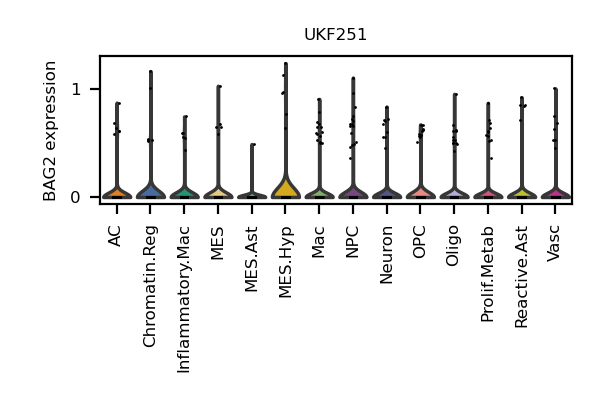 UKF251
BAG2 expression
1
0
AC
Chromatin.Reg
Inflammatory.Mac
MES
MES.Ast
MES.Hyp
Mac
NPC
Neuron
OPC
Oligo
Prolif.Metab
Reactive.Ast
Vasc